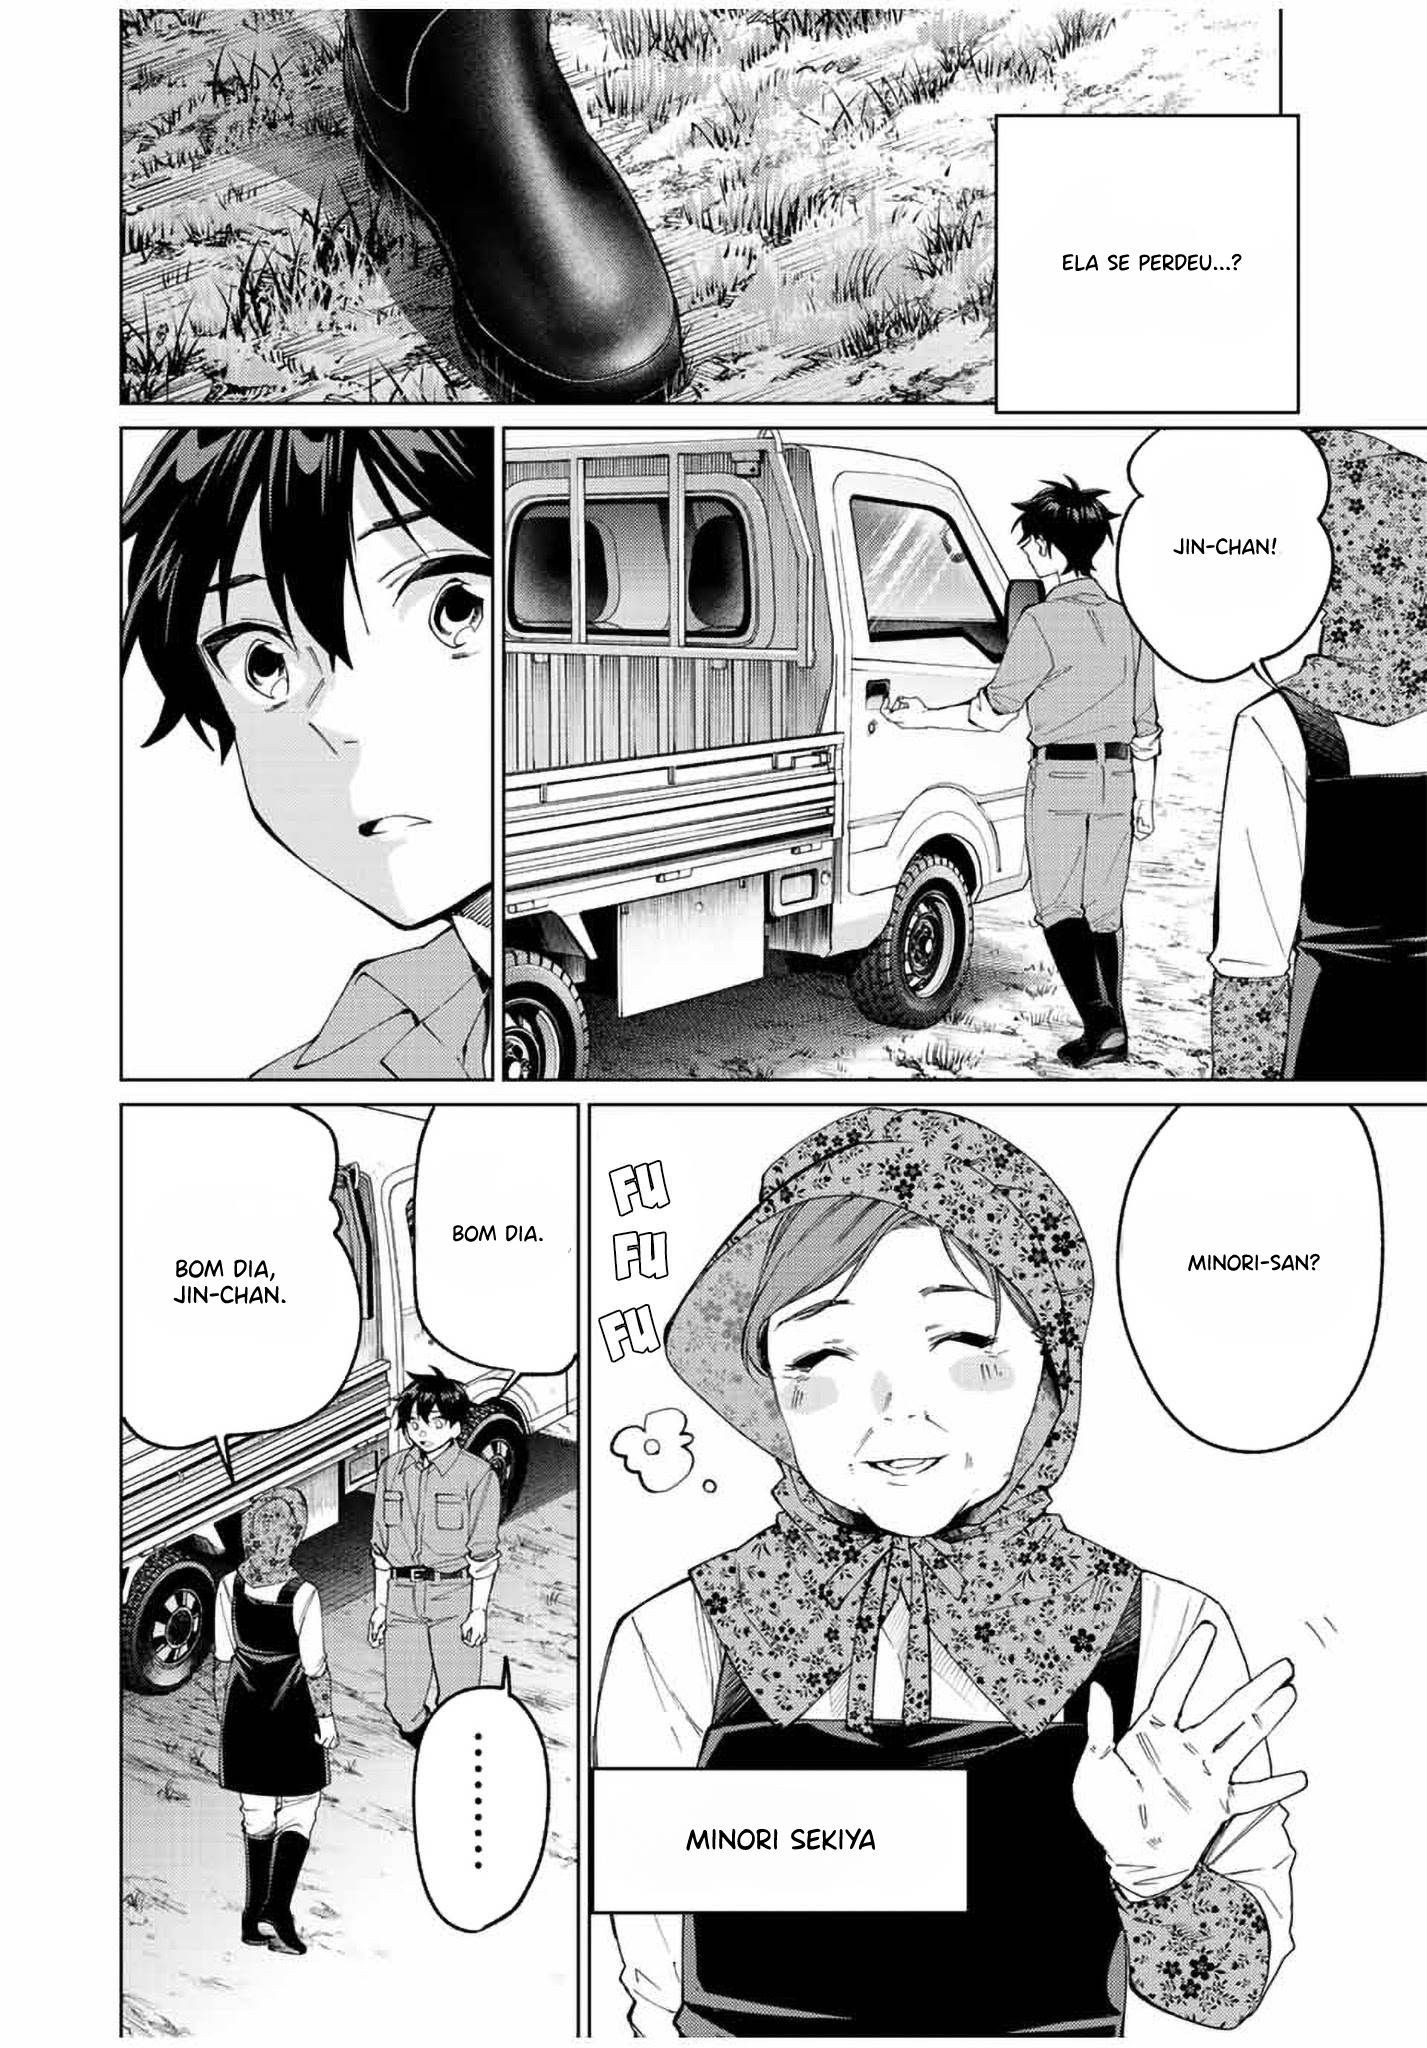 ELA SE PERDEU...?
JIN-CHAN!
MINORI-SAN?
FU
FU
FU
MINORI SEKIYA
BOM DIA.
BOM DIA,
JIN-CHAN.
..........